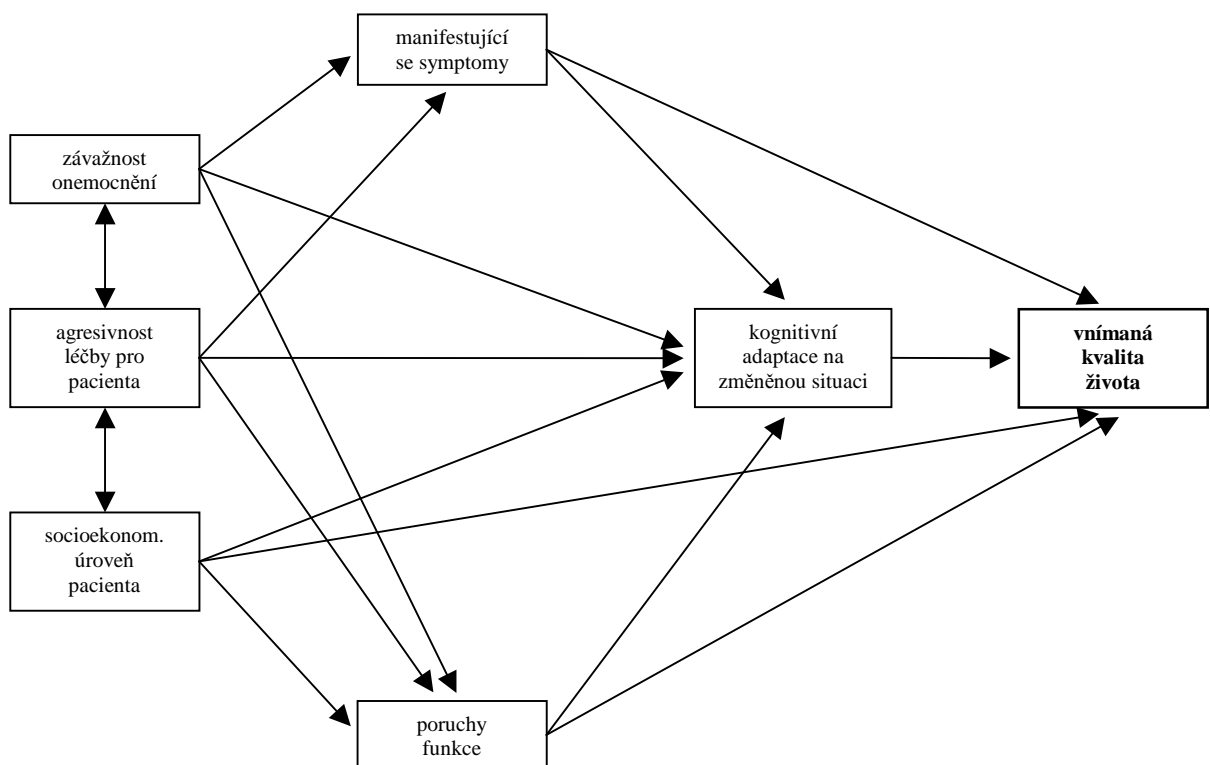 manifestující
se symptomy
závažnost
onemocnění
agresivnost
léčby pro
pacienta
kognitivní
adaptace na
změněnou situaci
vnímaná
kvalita
života
socioekonom.
úroveň
pacienta
poruchy
funkce